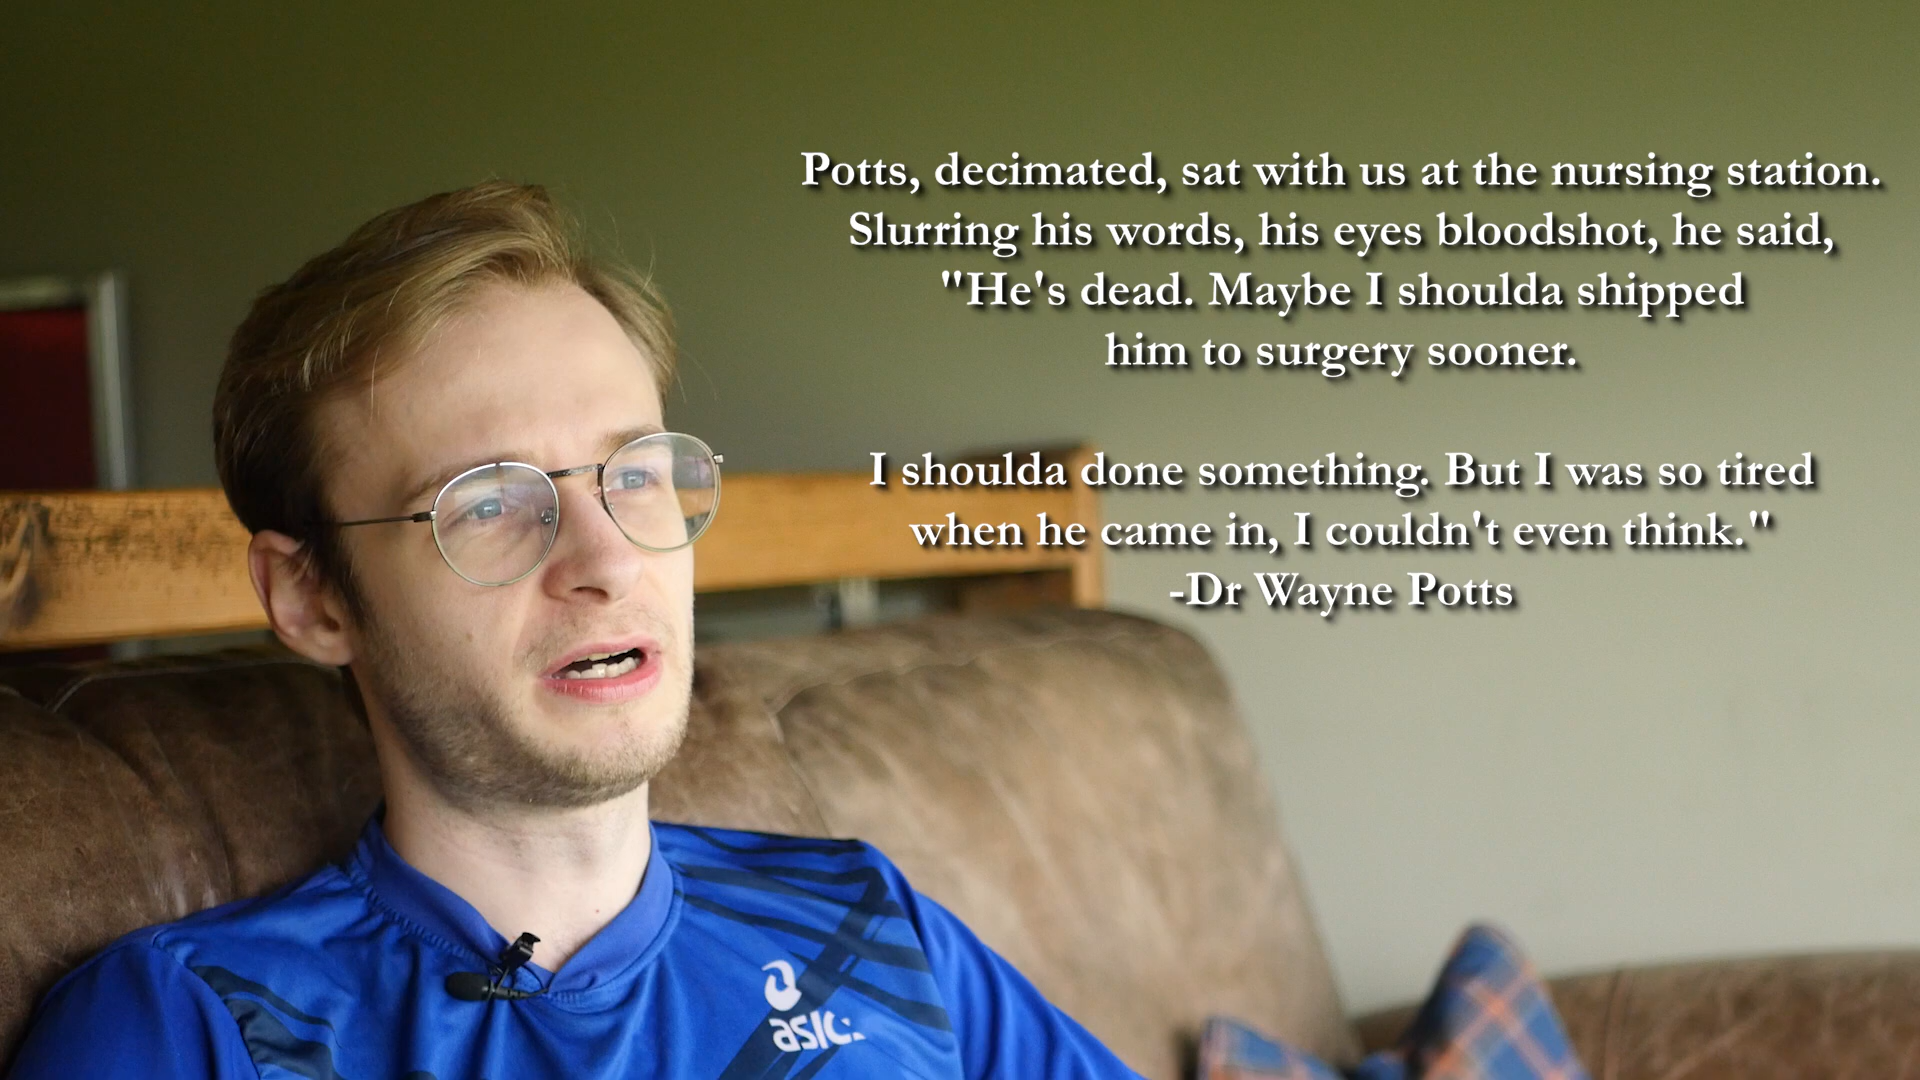 Potts, decimated, sat with us at the nursing station.
Slurring his words, his eyes bloodshot, he said,
"He's dead. Maybe I shoulda shipped
him to surgery sooner.
I shoulda done something. But I was so tired
when he came in, I couldn't even think."
-Dr Wayne Potts
asics